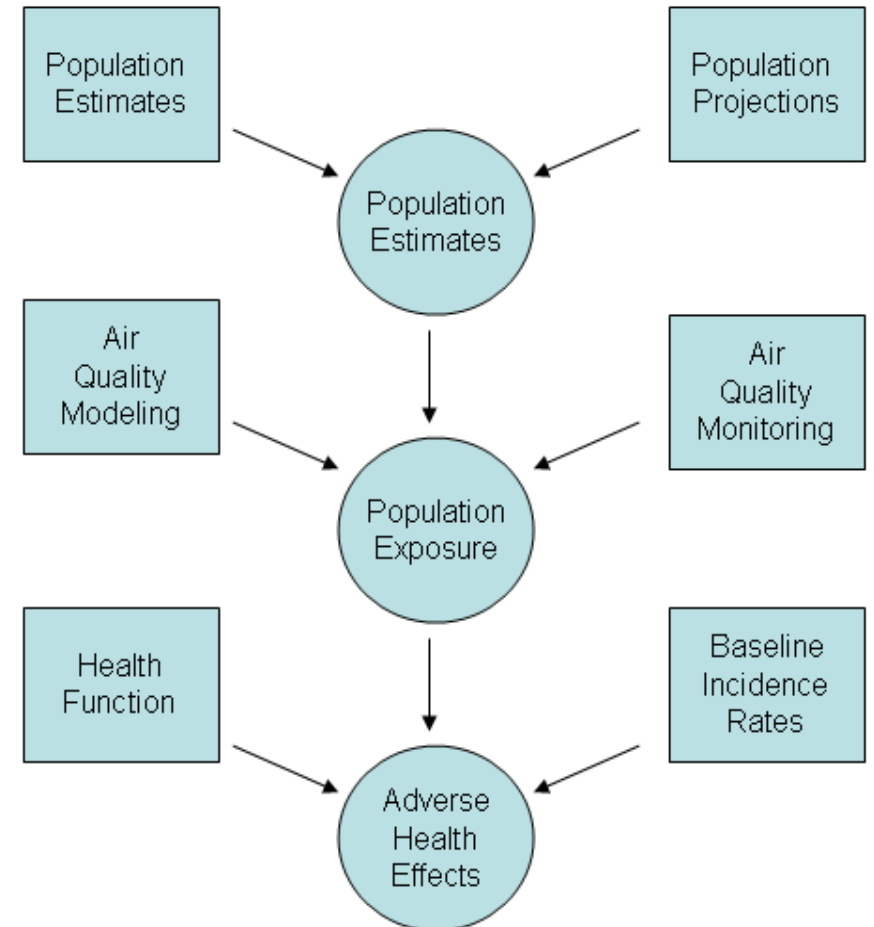 Population
Estimates
Population
Projections
Population
Estimates
Air
Quality
Modeling
Air
Quality
Monitoring
Population
Exposure
Health
Function
Baseline
Incidence
Rates
Adverse
Health
Effects